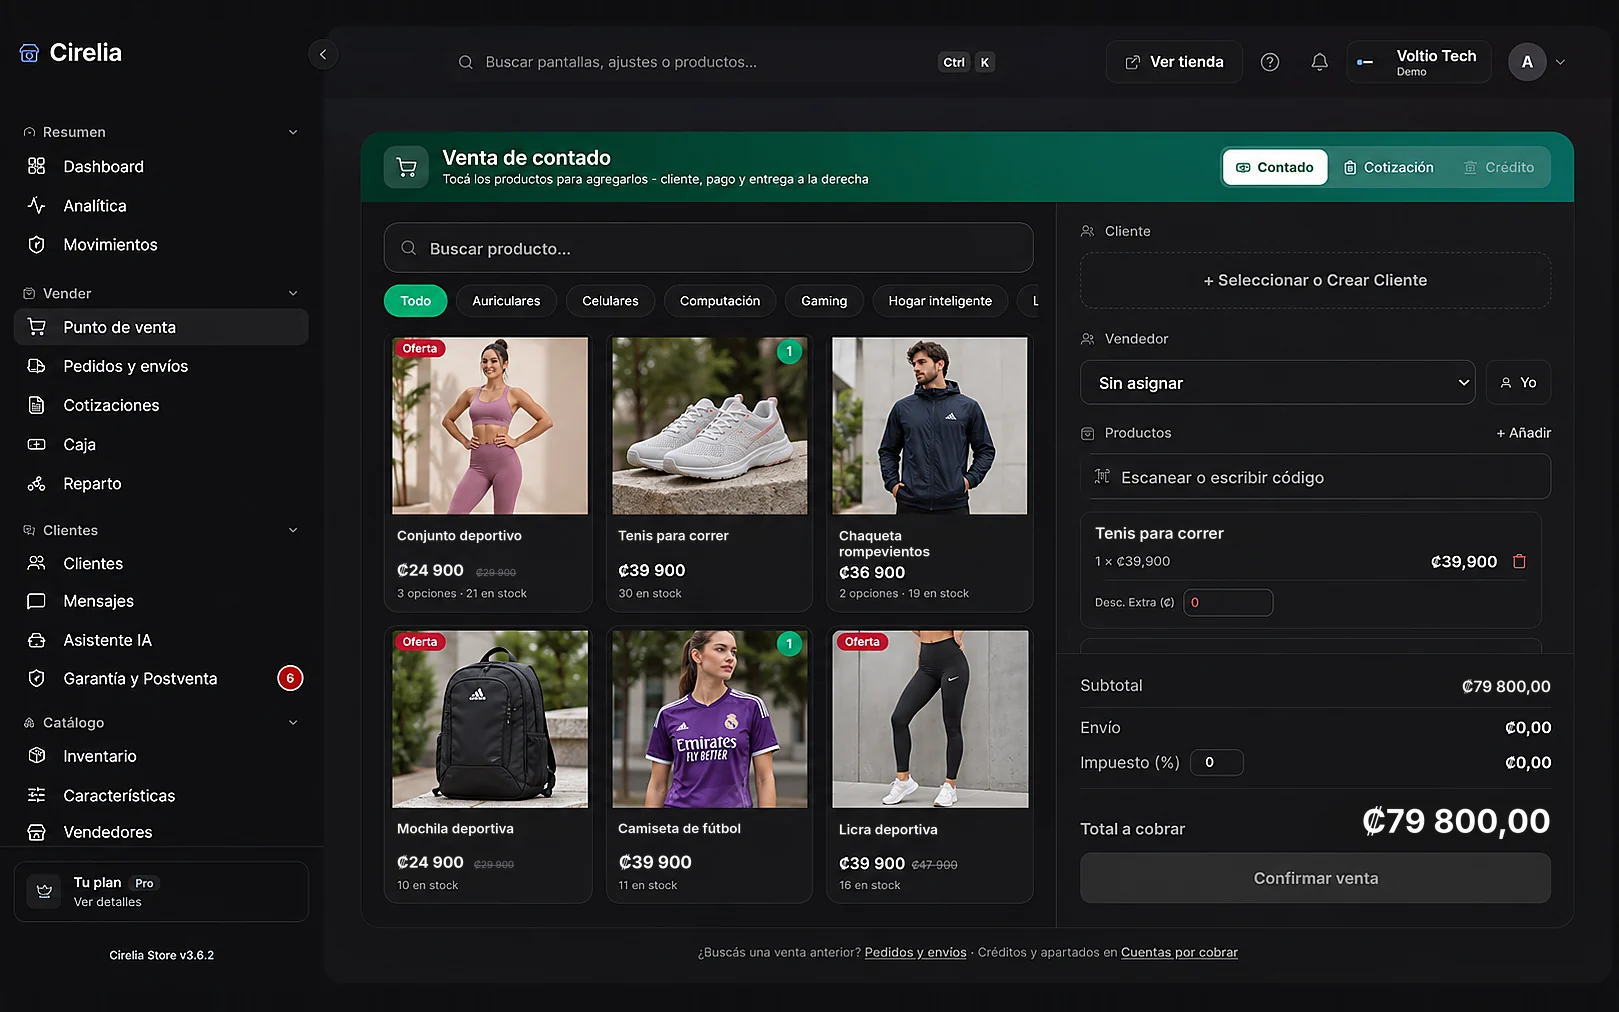 Cirelia
Buscar pantallas, ajustes o productos...
Ctrl K
Ver tienda
Voltio Tech
Demo
A
Resumen
Dashboard
Analítica
Movimientos
Vender
Punto de venta
Pedidos y envíos
Cotizaciones
Caja
Reparto
Clientes
Clientes
Mensajes
Asistente IA
Garantía y Postventa
6
Catálogo
Inventario
Características
Vendedores
Tu plan Pro
Ver detalles
Cirelia Store v3.6.2
Venta de contado
Tocá los productos para agregarlos - cliente, pago y entrega a la derecha
Contado
Cotización
Crédito
Buscar producto...
Todo
Auriculares
Celulares
Computación
Gaming
Hogar inteligente
L
Oferta
Conjunto deportivo
₡24 900 ₡29 900
3 opciones · 21 en stock
1
Tenis para correr
₡39 900
30 en stock
Chaqueta
rompevientos
₡36 900
2 opciones · 19 en stock
Oferta
adidas
Mochila deportiva
₡24 900 ₡29 900
10 en stock
1
Emirates
FLY BETTER
Camiseta de fútbol
₡39 900
11 en stock
Oferta
Licra deportiva
₡39 900 ₡47 900
16 en stock
Cliente
+ Seleccionar o Crear Cliente
Vendedor
Sin asignar
Yo
Productos
+ Añadir
Escanear o escribir código
Tenis para correr
1 × ₡39,900
₡39,900
Desc. Extra (₡) 0
Subtotal
₡79 800,00
Envío
₡0,00
Impuesto (%) 0
₡0,00
Total a cobrar
₡79 800,00
Confirmar venta
¿Buscás una venta anterior? Pedidos y envíos · Créditos y apartados en Cuentas por cobrar